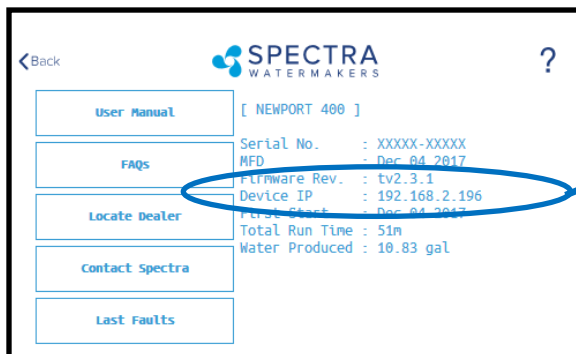 Back
SPECTRA
WATERMAKERS
?
User Manual
FAQs
Locate Dealer
Contact Spectra
Last Faults
[ NEWPORT 400 ]
Serial No. : XXXXX-XXXXX
MFD : Dec 04 2017
Firmware Rev. : tv2.3.1
Device IP : 192.168.2.196
First Start : Dec 04 2017
Total Run Time : 51m
Water Produced : 10.83 gal